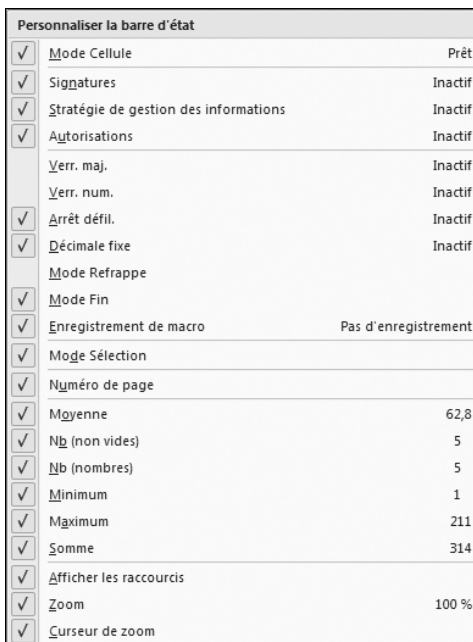 Personnaliser la barre d'état
Mode Cellule Prêt
Signatures Inactif
Stratégie de gestion des informations Inactif
Autorisations Inactif
Verr. maj. Inactif
Verr. num. Inactif
Arrêt défil. Inactif
Décimale fixe Inactif
Mode Refrappe
Mode Fin
Enregistrement de macro Pas d'enregistrement
Mode Sélection
Numéro de page
Moyenne 62,8
Nb (non vides) 5
Nb (nombres) 5
Minimum 1
Maximum 211
Somme 314
Afficher les raccourcis
Zoom 100 %
Curseur de zoom